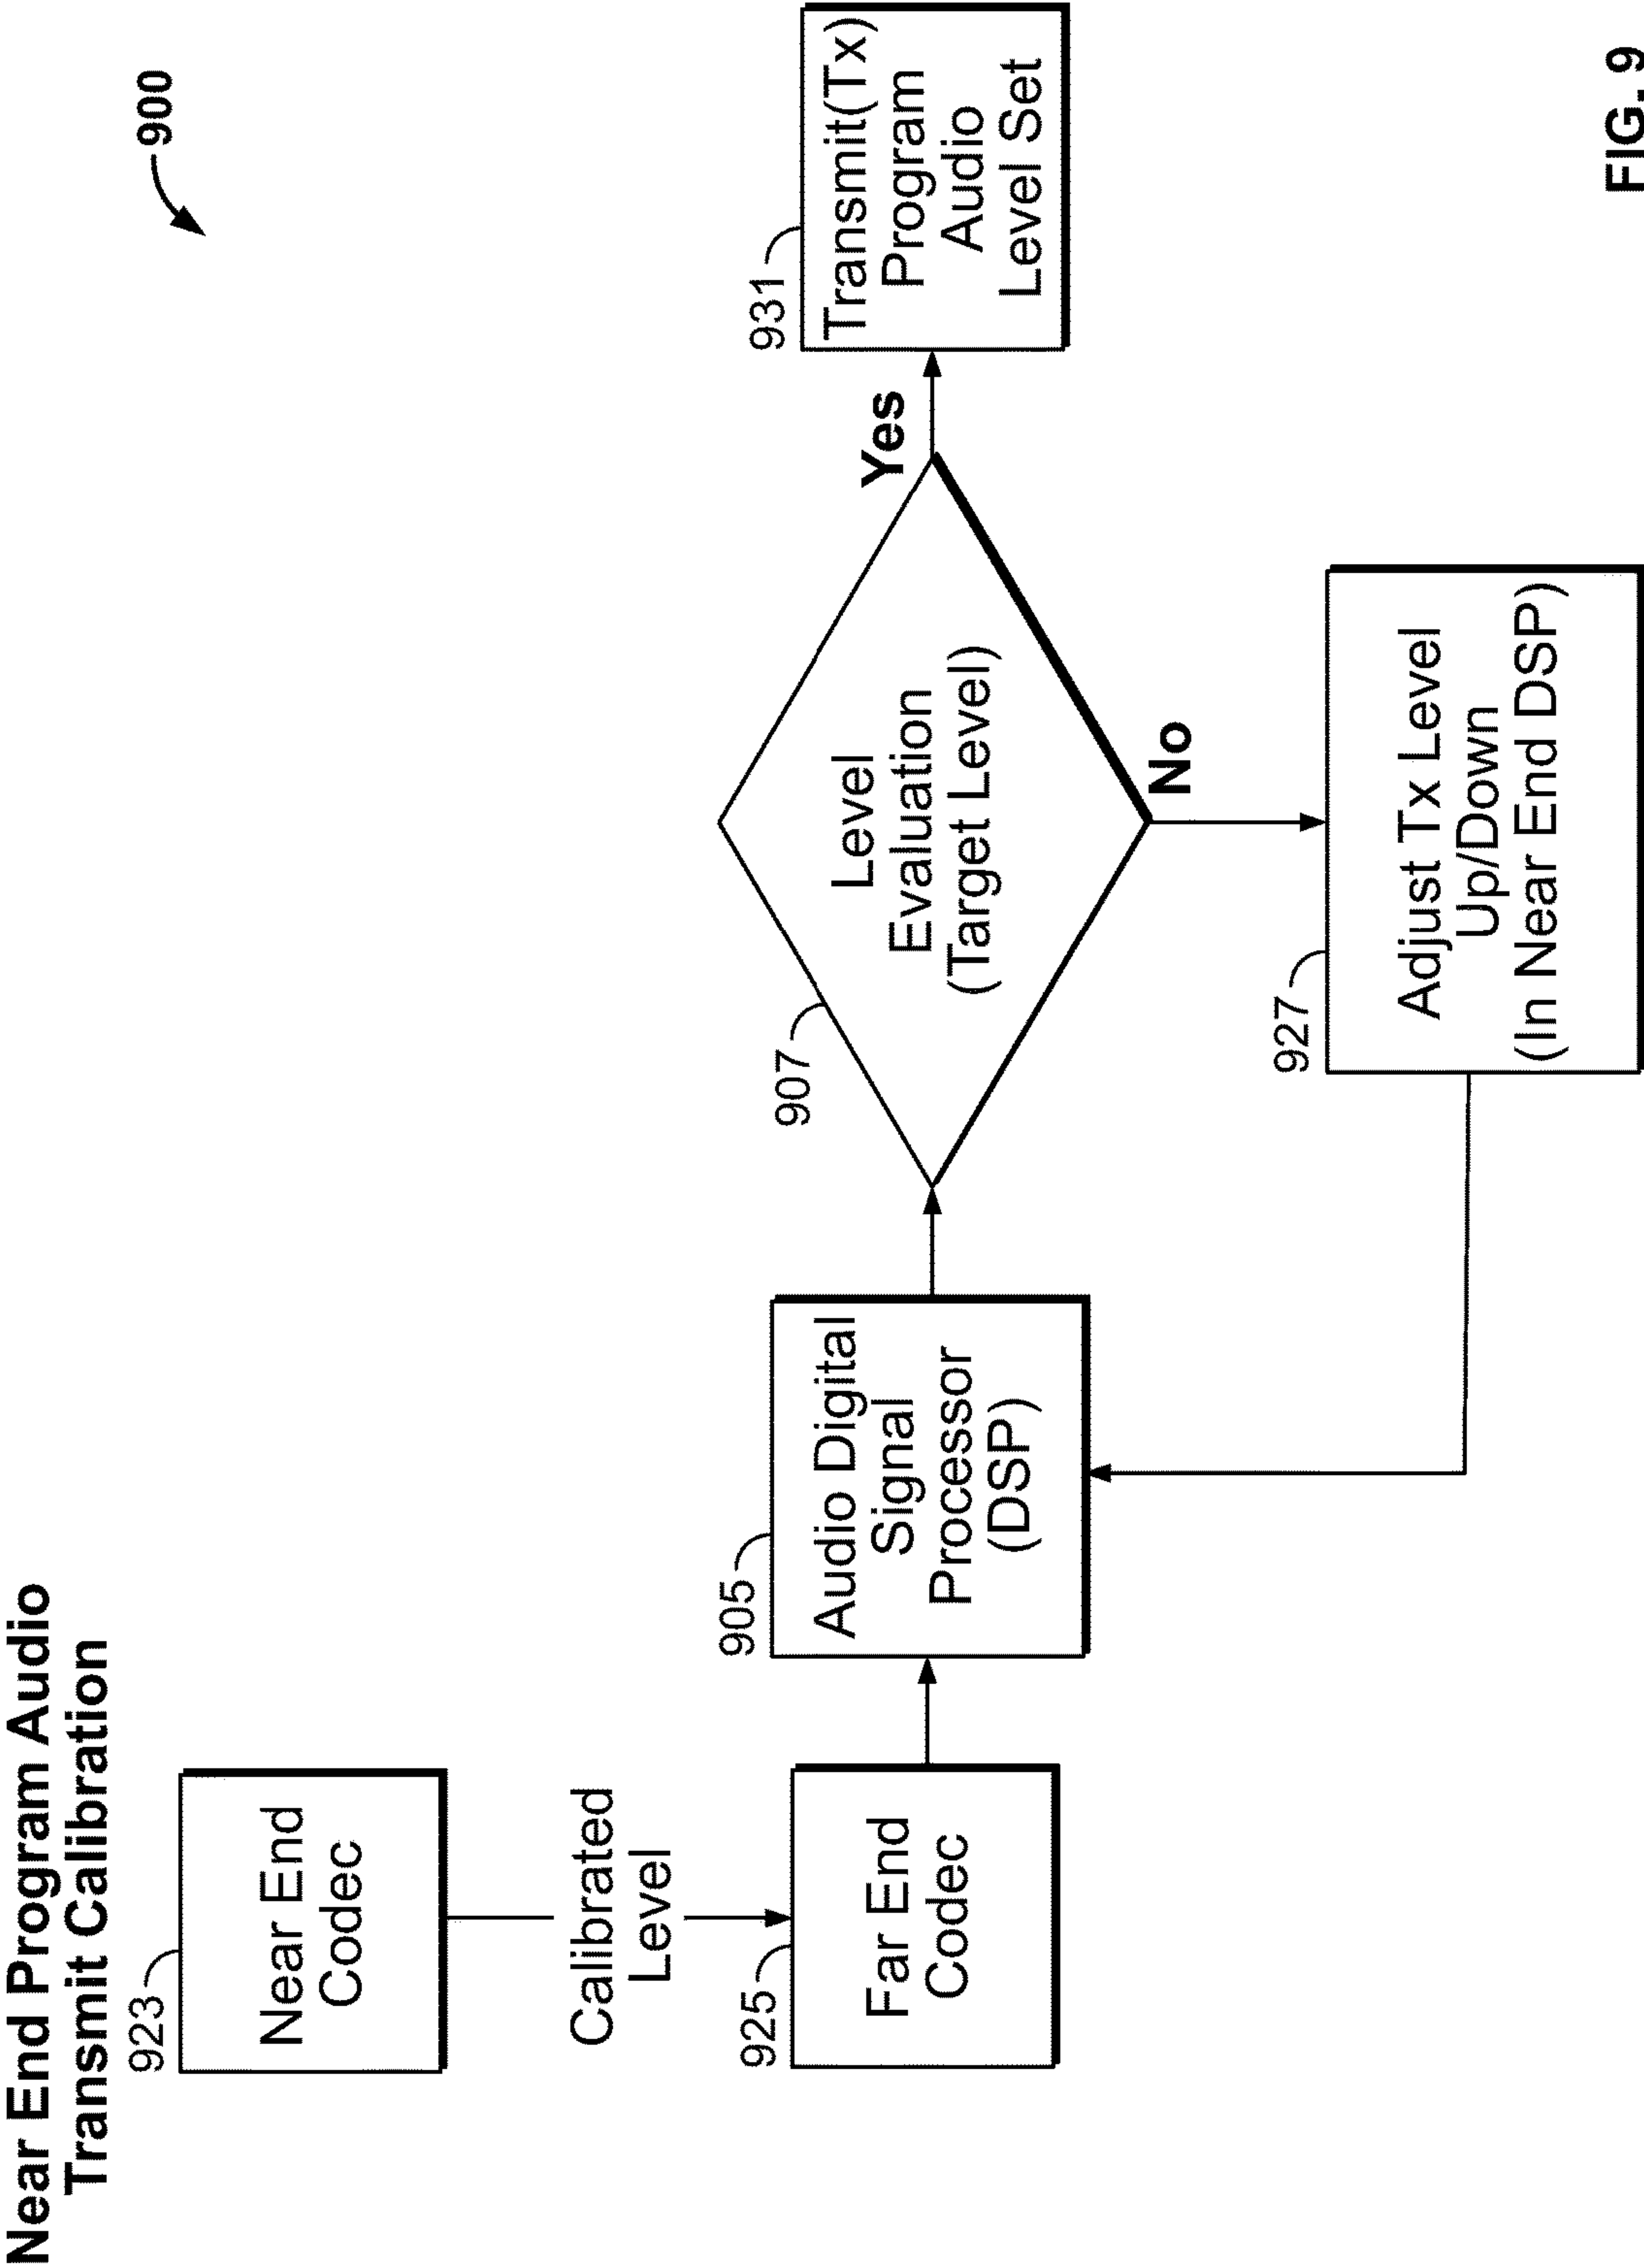 Near End Program Audio
Transmit Calibration
900
923
Near End
Codec
Calibrated
Level
925
Far End
Codec
905
Audio Digital
Signal
Processor
(DSP)
907
Level
Evaluation
(Target Level)
Yes
No
931
Transmit(Tx)
Program
Audio
Level Set
927
Adjust Tx Level
Up/Down
(In Near End DSP)
FIG. 9